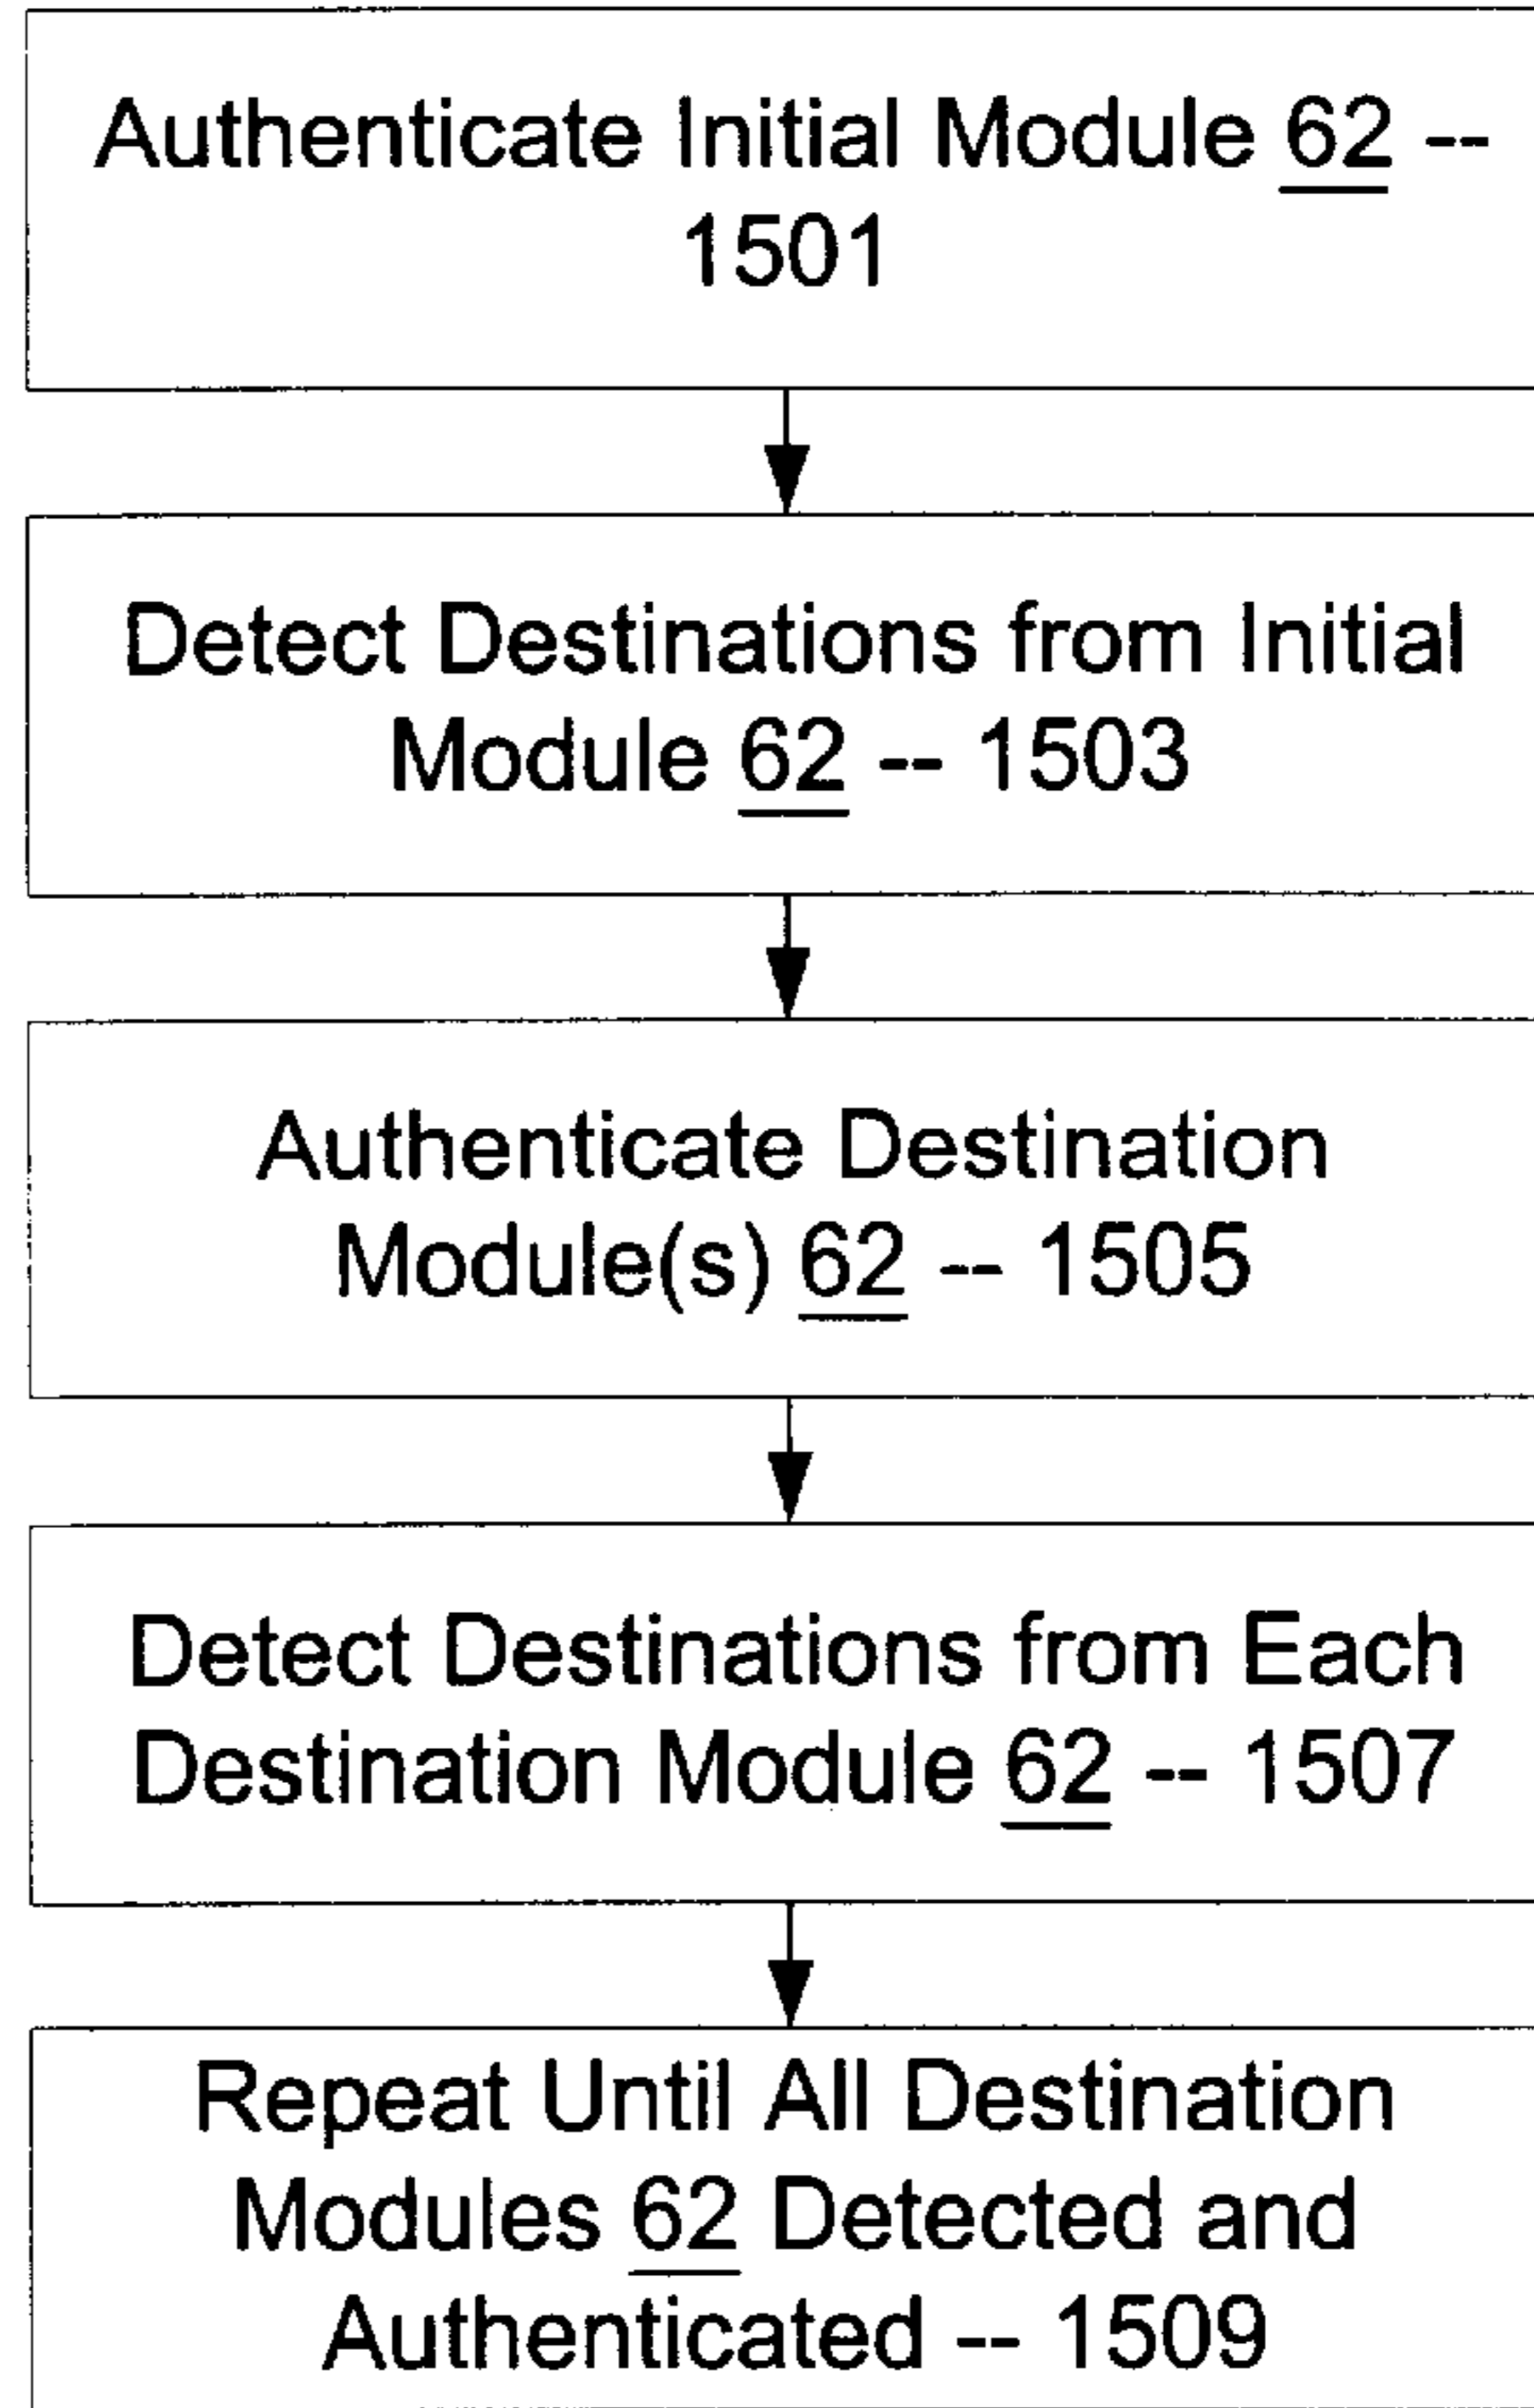 Authenticate Initial Module 62 --
1501
Detect Destinations from Initial
Module 62 -- 1503
Authenticate Destination
Module(s) 62 -- 1505
Detect Destinations from Each
Destination Module 62 -- 1507
Repeat Until All Destination
Modules 62 Detected and
Authenticated -- 1509